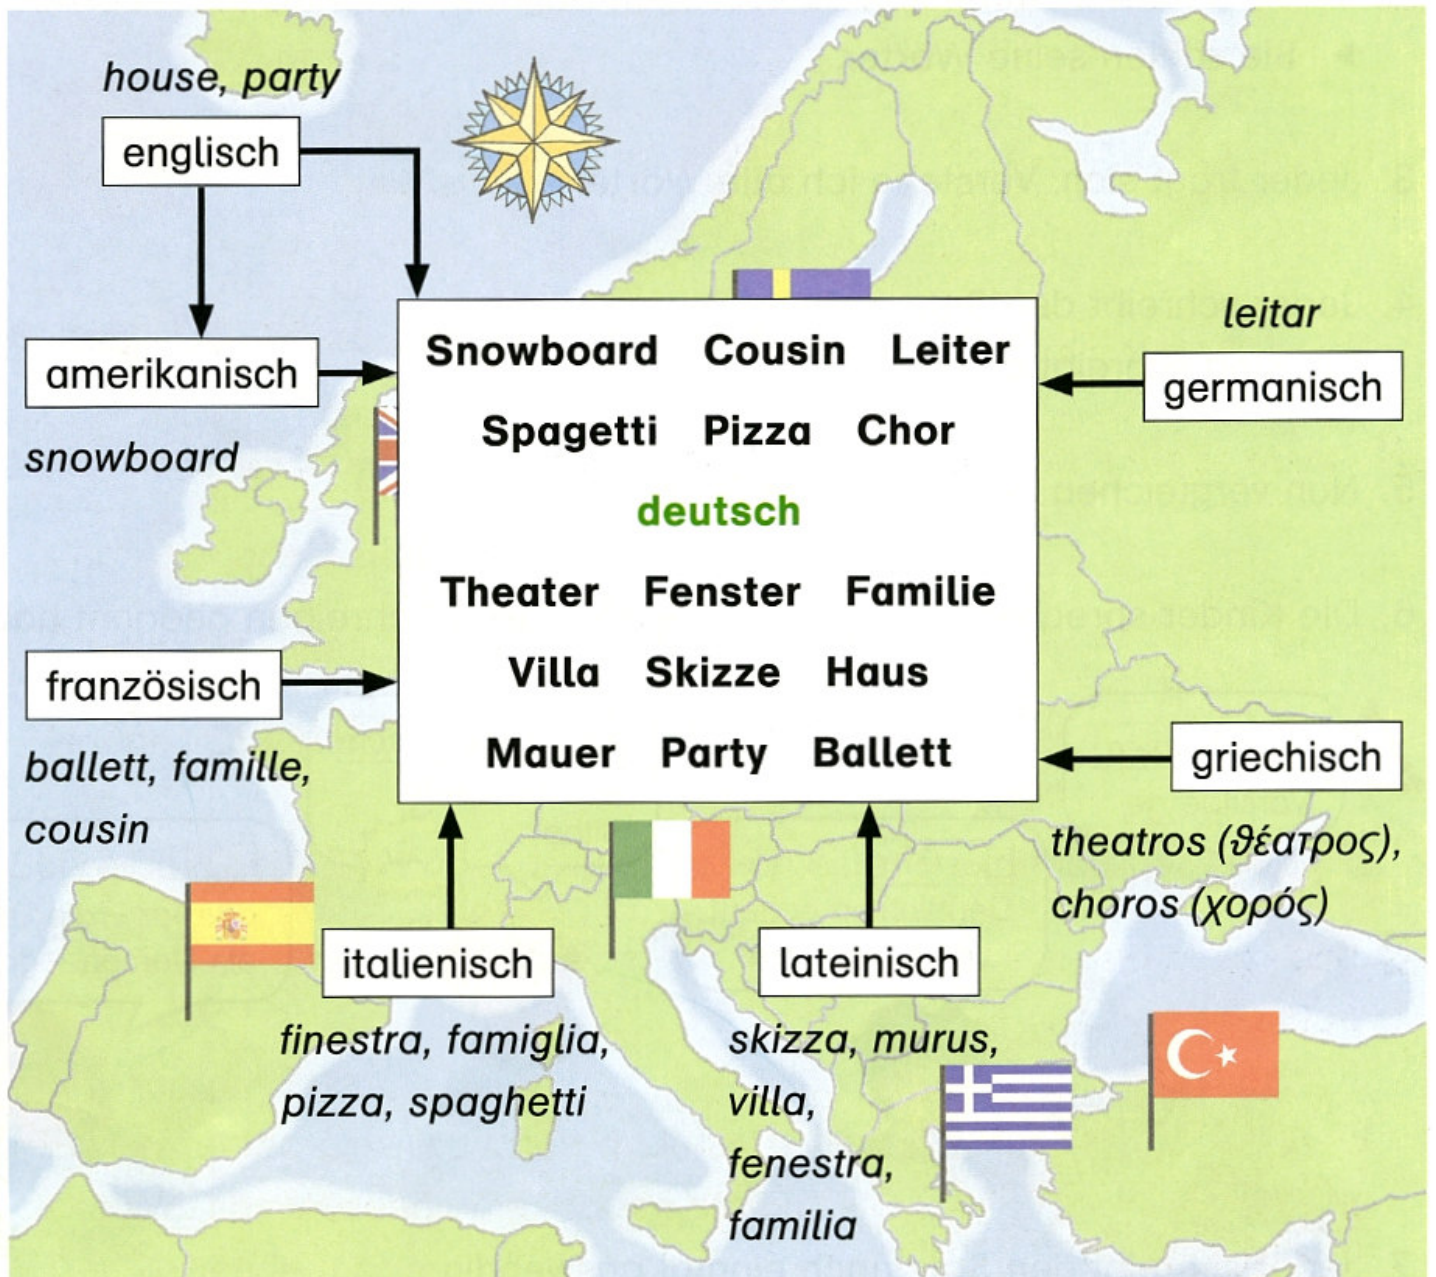 house, party
englisch
amerikanisch
snowboard
Snowboard Cousin Leiter
Spagetti Pizza Chor
deutsch
Theater Fenster Familie
Villa Skizze Haus
Mauer Party Ballett
leitar
germanisch
französisch
ballett, famille,
cousin
griechisch
theatros (θέατρος),
choros (χορός)
italienisch
finestra, famiglia,
pizza, spaghetti
lateinisch
skizza, murus,
villa,
fenestra,
familia